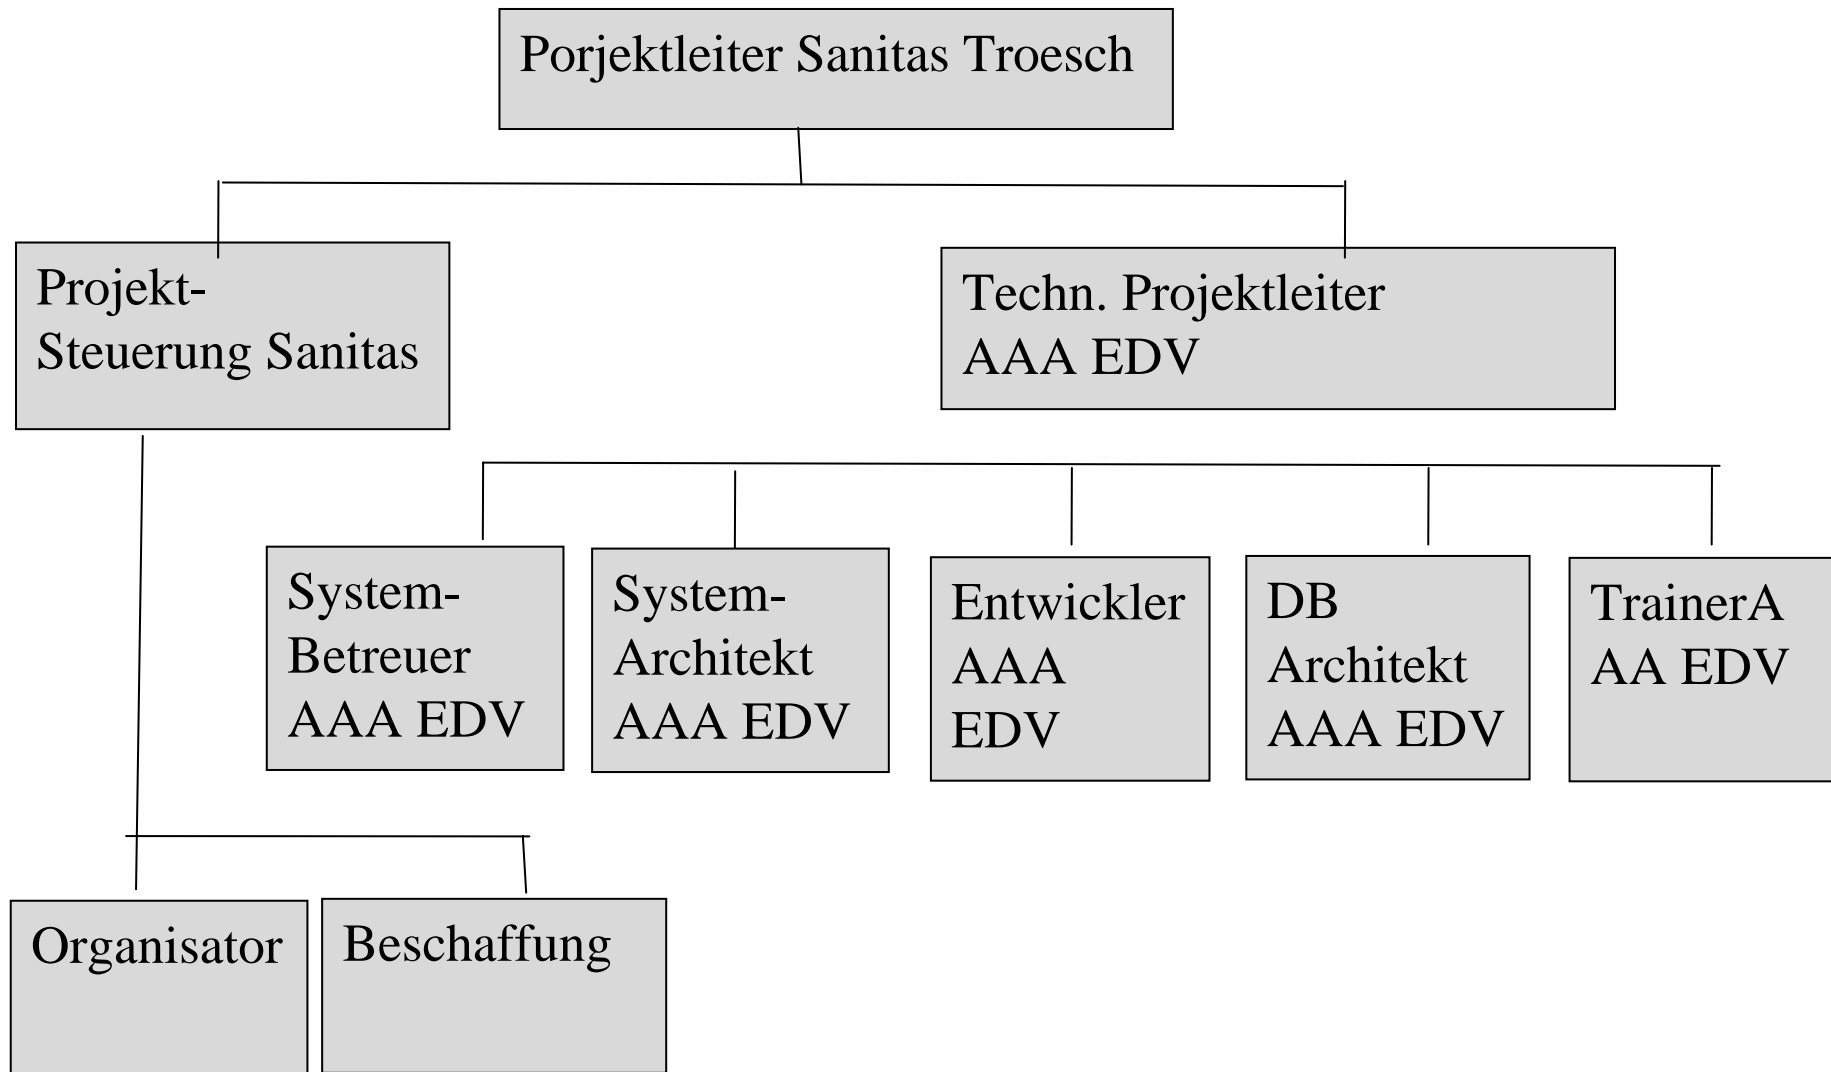 Porjektleiter Sanitas Troesch
Projekt-
Steuerung Sanitas
Techn. Projektleiter
AAA EDV
System-
Betreuer
AAA EDV
System-
Architekt
AAA EDV
Entwickler
AAA
EDV
DB
Architekt
AAA EDV
TrainerA
AA EDV
Organisator
Beschaffung